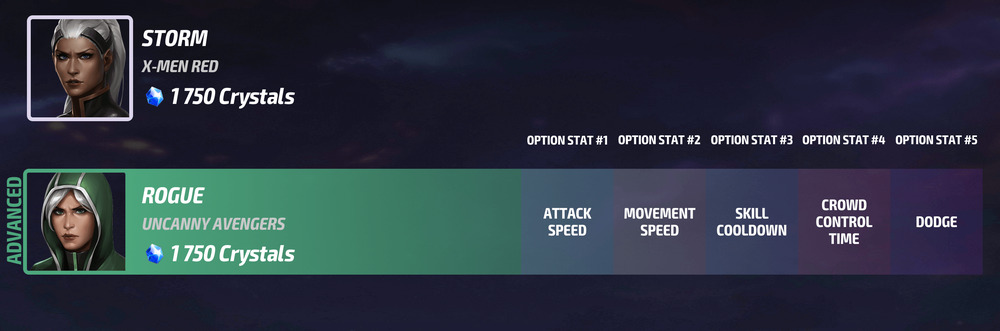 STORM
X-MEN RED
1 750 Crystals
OPTION STAT #1 OPTION STAT #2 OPTION STAT #3 OPTION STAT #4 OPTION STAT #5
ADVANCED
ROGUE
UNCANNY AVENGERS
1 750 Crystals
ATTACK
SPEED
MOVEMENT
SPEED
SKILL
COOLDOWN
CROWD
CONTROL
TIME
DODGE